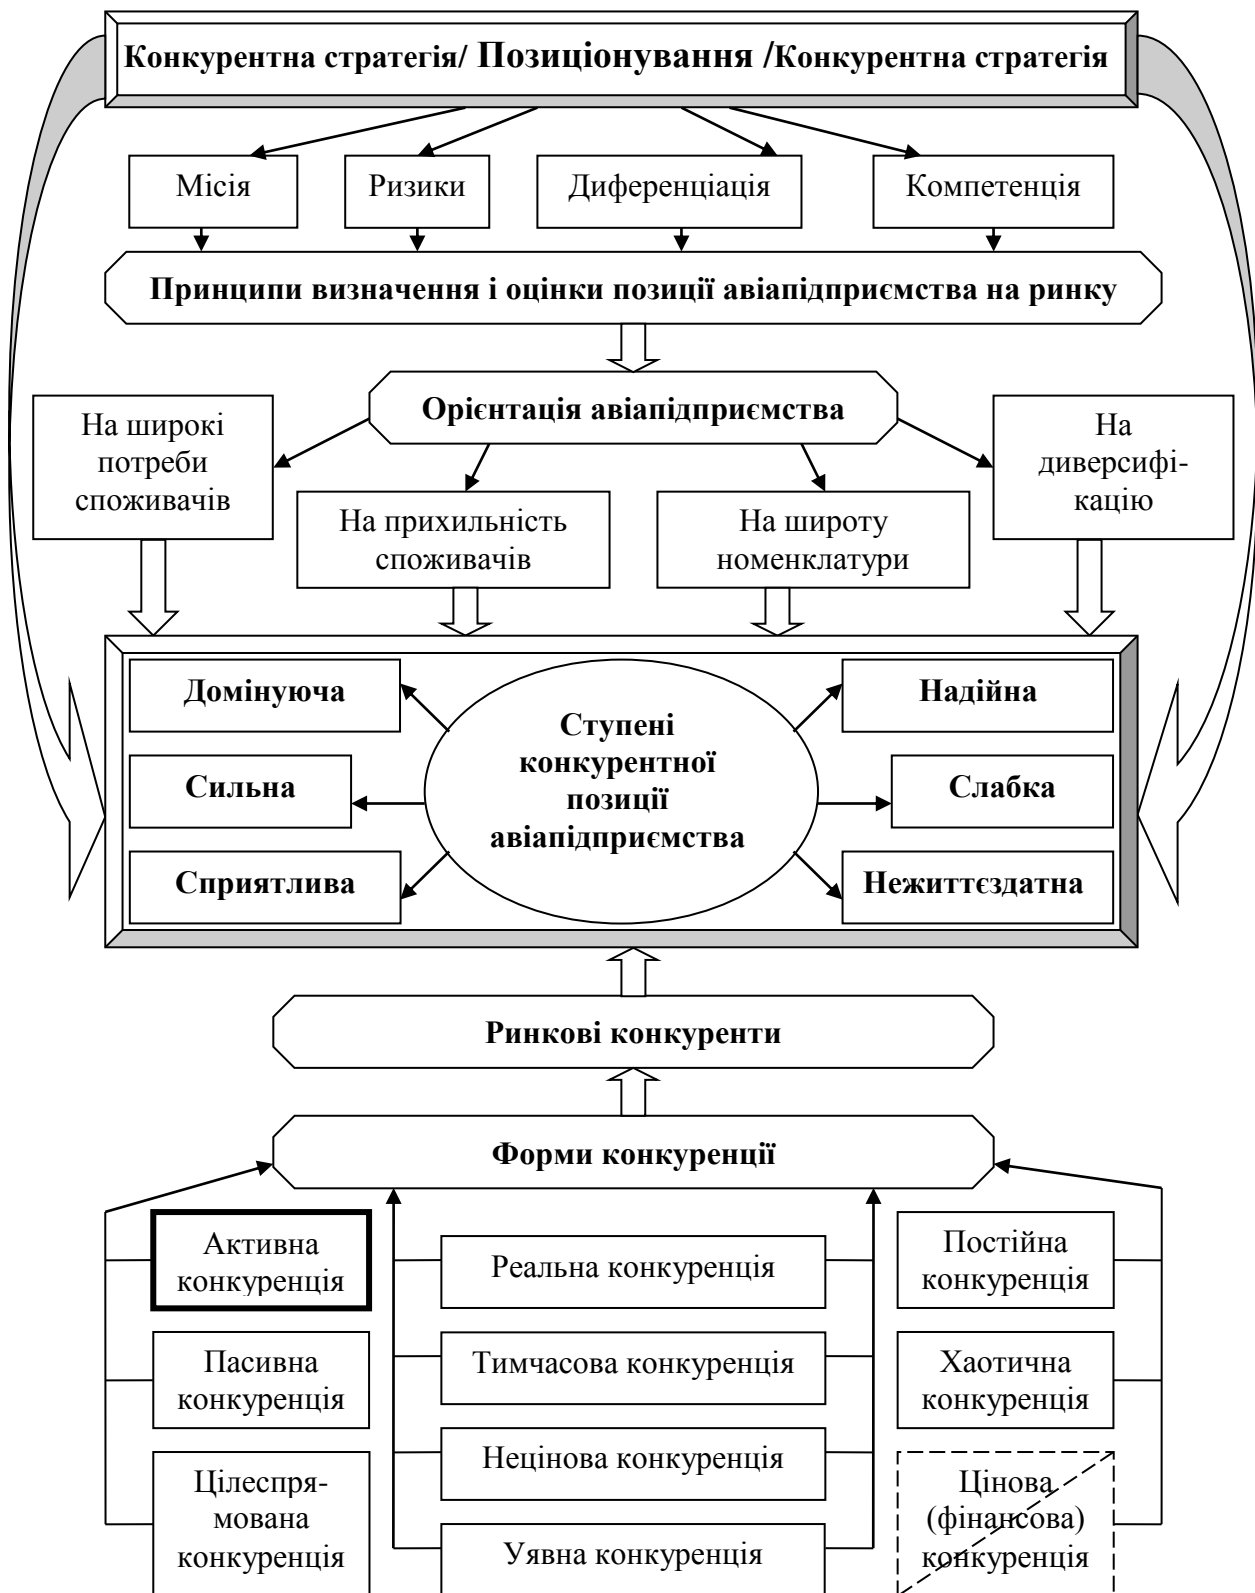 Конкурентна стратегія/ Позиціонування /Конкурентна стратегія
Місія
Ризики
Диференціація
Компетенція
Принципи визначення і оцінки позиції авіапідприємства на ринку
Орієнтація авіапідприємства
На широкі
потреби
споживачів
На
диверсифі-
кацію
На прихильність
споживачів
На широту
номенклатури
Домінуюча
Сильна
Сприятлива
Ступені
конкурентної
позиції
авіапідприємства
Надійна
Слабка
Нежиттєздатна
Ринкові конкуренти
Форми конкуренції
Активна
конкуренція
Пасивна
конкуренція
Цілеспря-
мована
конкуренція
Реальна конкуренція
Тимчасова конкуренція
Нецінова конкуренція
Уявна конкуренція
Постійна
конкуренція
Хаотична
конкуренція
Цінова
(фінансова)
конкуренція